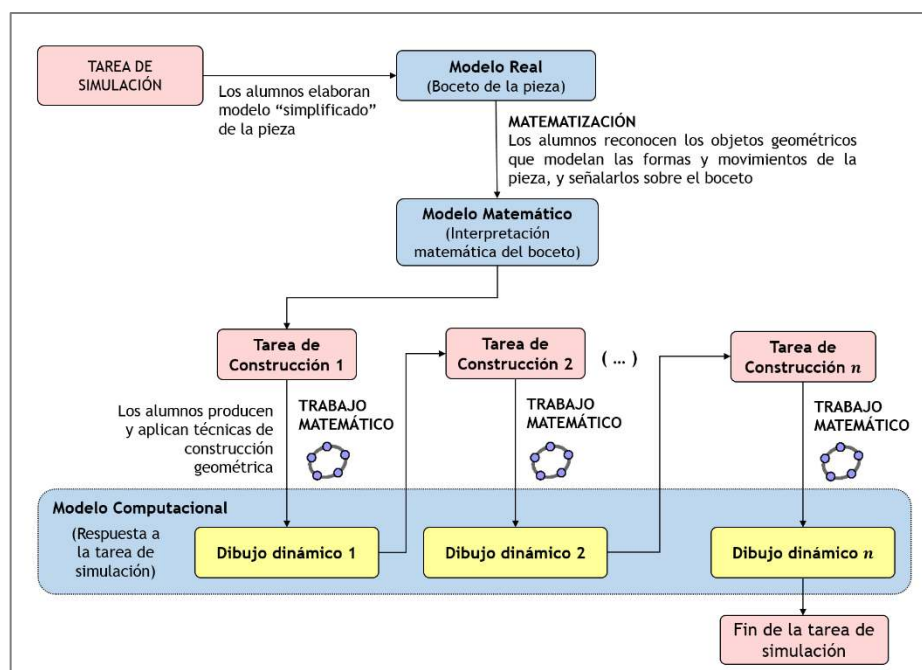 TAREA DE
SIMULACIÓN
Los alumnos elaboran
modelo “simplificado”
de la pieza
Modelo Real
(Boceto de la pieza)
MATEMATIZACIÓN
Los alumnos reconocen los objetos geométricos
que modelan las formas y movimientos de la
pieza, y señalarlos sobre el boceto
Modelo Matemático
(Interpretación
matemática del boceto)
Tarea de
Construcción 1
Tarea de
Construcción 2
( … )
Tarea de
Construcción n
Los alumnos producen
y aplican técnicas de
construcción
geométrica
TRABAJO
MATEMÁTICO
TRABAJO
MATEMÁTICO
TRABAJO
MATEMÁTICO
Modelo Computacional
(Respuesta a
la tarea de
simulación)
Dibujo dinámico 1
Dibujo dinámico 2
Dibujo dinámico n
Fin de la tarea de
simulación